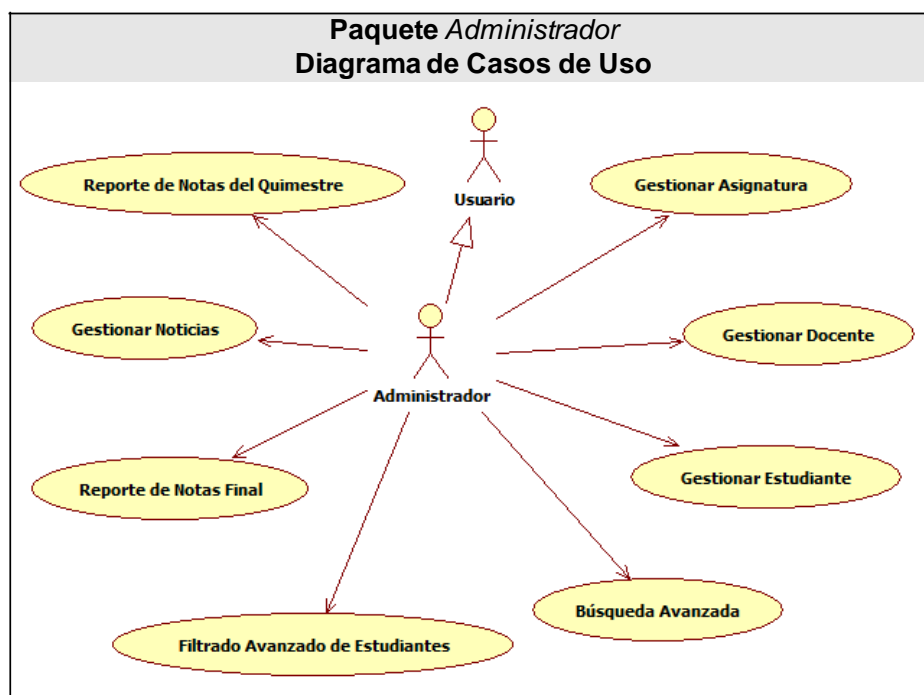 Paquete Administrador
Diagrama de Casos de Uso
Reporte de Notas del Quimestre
Usuario
Gestionar Asignatura
Gestionar Noticias
Gestionar Docente
Administrador
Reporte de Notas Final
Gestionar Estudiante
Filtrado Avanzado de Estudiantes
Búsqueda Avanzada